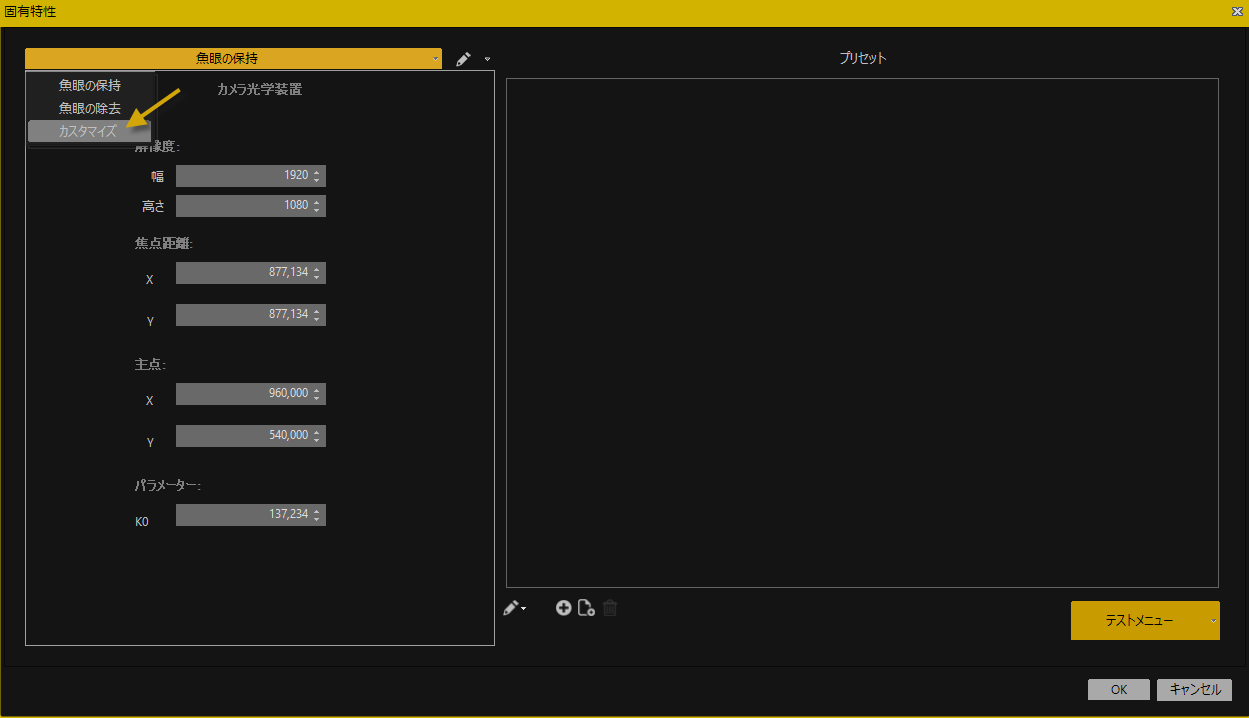 固有特性
魚眼の保持
プリセット
魚眼の保持
カメラ光学装置
魚眼の除去
カスタマイズ
解像度:
幅 1920
高さ 1080
焦点距離:
X 877,134
Y 877,134
主点:
X 960,000
Y 540,000
パラメーター:
K0 137,234
テストメニュー
OK キャンセル